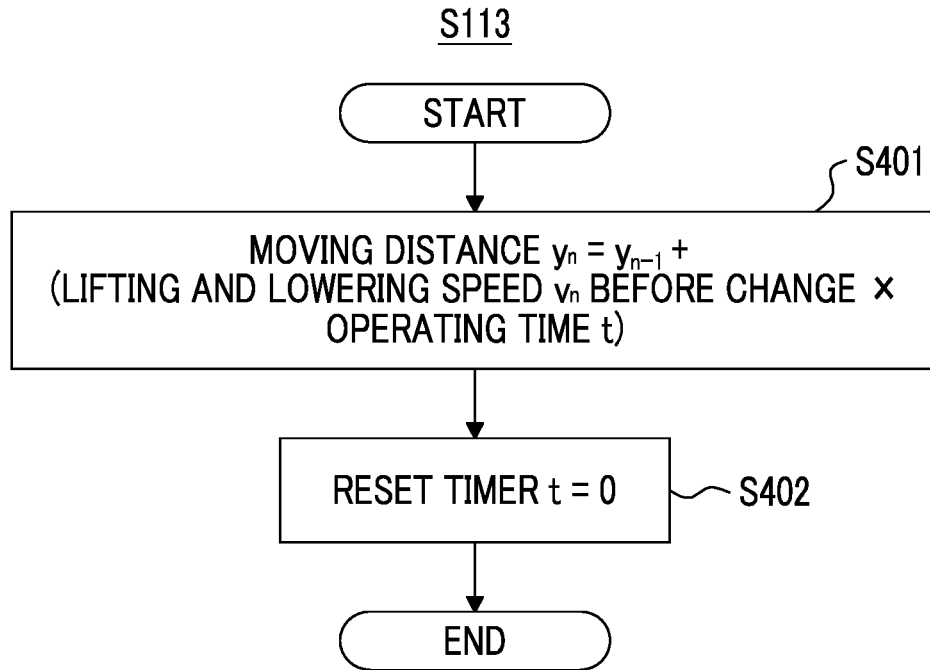 S113
START
S401
MOVING DISTANCE yₙ = yₙ₋₁ +
(LIFTING AND LOWERING SPEED vₙ BEFORE CHANGE ×
OPERATING TIME t)
RESET TIMER t = 0
S402
END